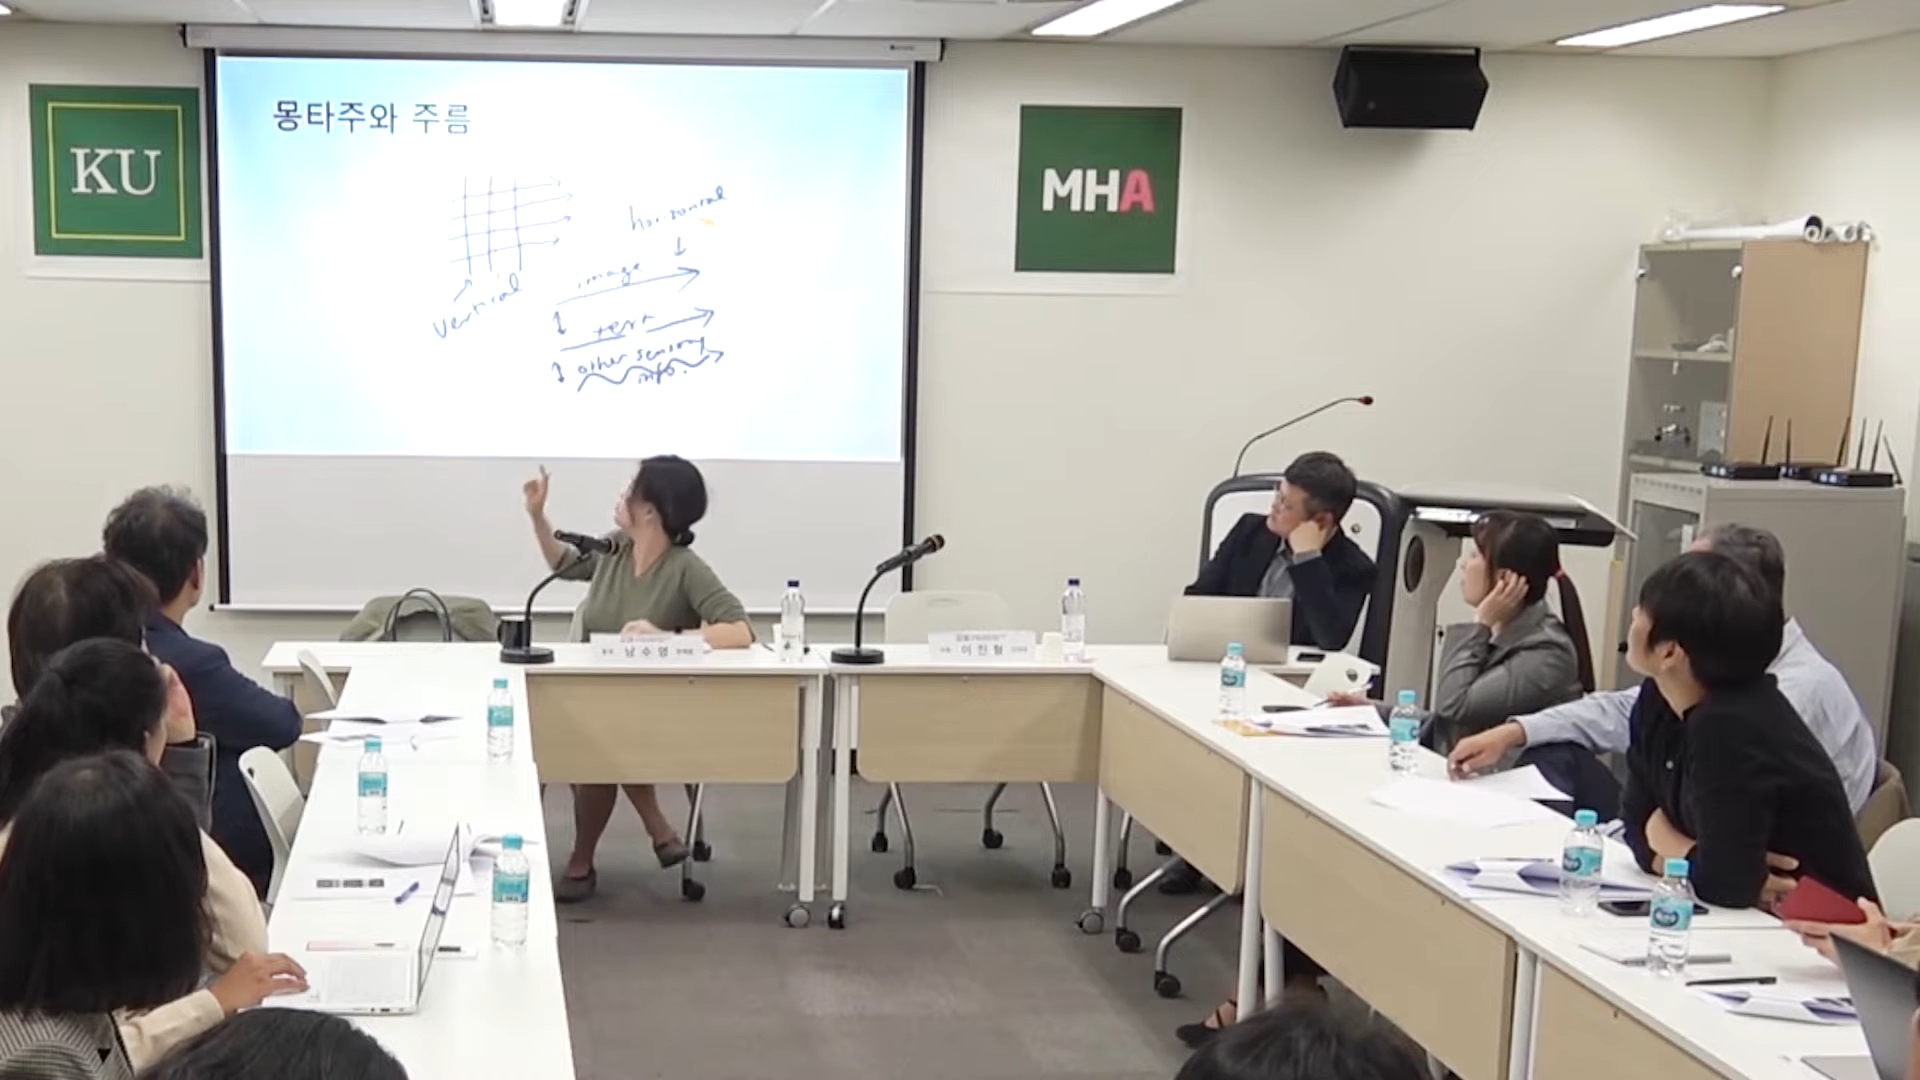 KU
몽타주와 주름
horizontal
image
vertical
text
other sensory
info.
MHA
남수영
이진형